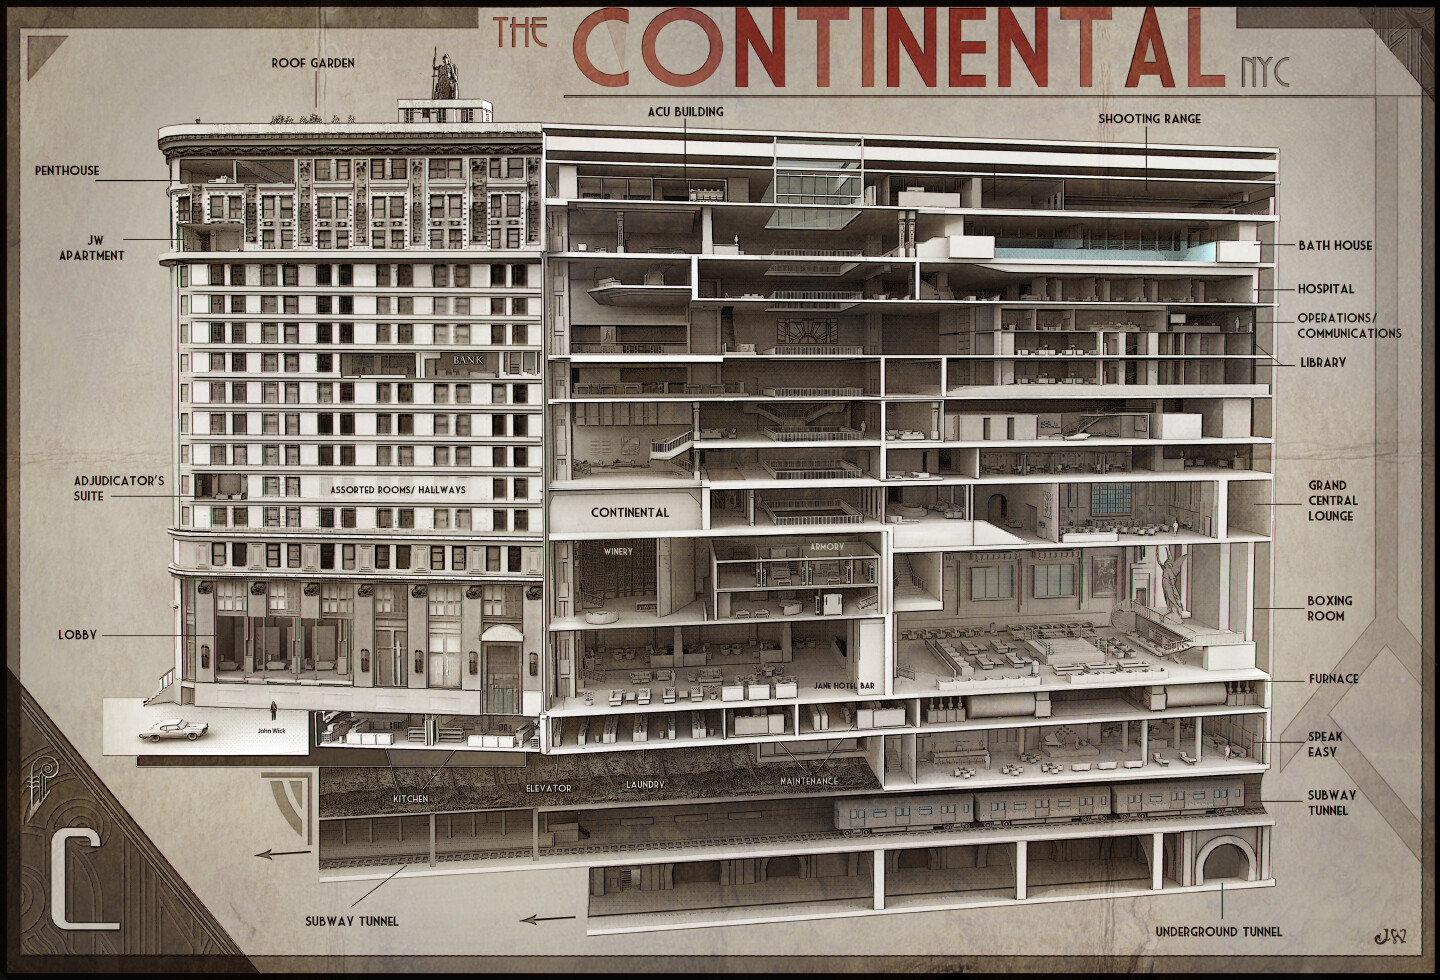 THE CONTINENTAL NYC
ROOF GARDEN
ACU BUILDING
SHOOTING RANGE
PENTHOUSE
JW
APARTMENT
BATH HOUSE
HOSPITAL
OPERATIONS/
COMMUNICATIONS
LIBRARY
BANK
ADJUDICATOR'S
SUITE
ASSORTED ROOMS/ HALLWAYS
CONTINENTAL
GRAND
CENTRAL
LOUNGE
WINERY
ARMORY
BOXING
ROOM
LOBBY
JANE HOTEL BAR
FURNACE
John Wick
SPEAK
EASY
KITCHEN
ELEVATOR
LAUNDRY
MAINTENANCE
SUBWAY
TUNNEL
C
SUBWAY TUNNEL
UNDERGROUND TUNNEL
JW